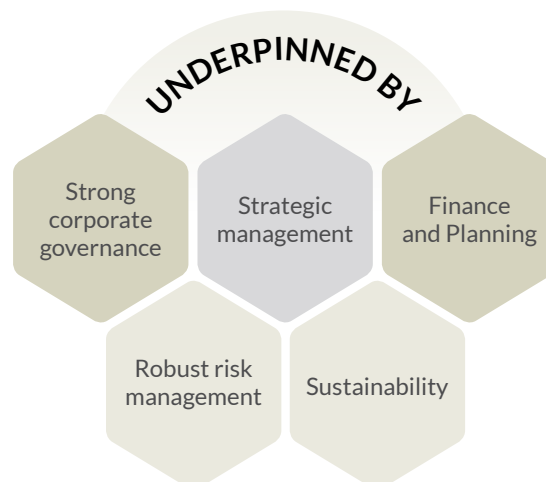 UNDERPINNED BY
Strong
corporate
governance
Strategic
management
Finance
and Planning
Robust risk
management
Sustainability